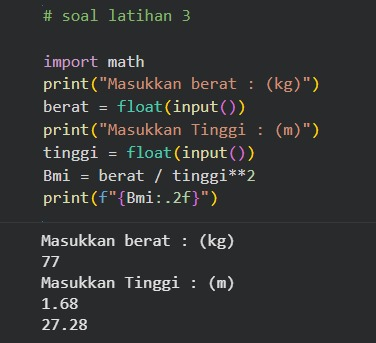 # soal latihan 3
import math
print("Masukkan berat : (kg)")
berat = float(input())
print("Masukkan Tinggi : (m)")
tinggi = float(input())
Bmi = berat / tinggi**2
print(f"{Bmi:.2f}")
Masukkan berat : (kg)
77
Masukkan Tinggi : (m)
1.68
27.28